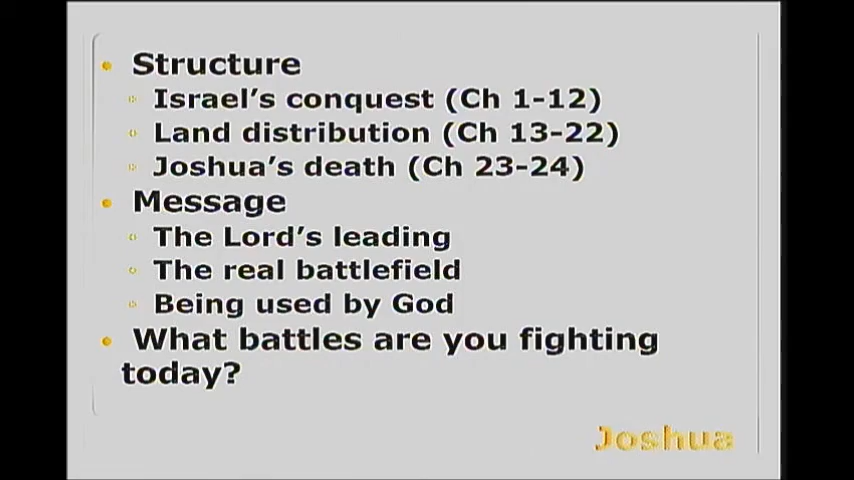 Structure
Israel's conquest (Ch 1-12)
Land distribution (Ch 13-22)
Joshua's death (Ch 23-24)
Message
The Lord's leading
The real battlefield
Being used by God
What battles are you fighting
today?
Joshua